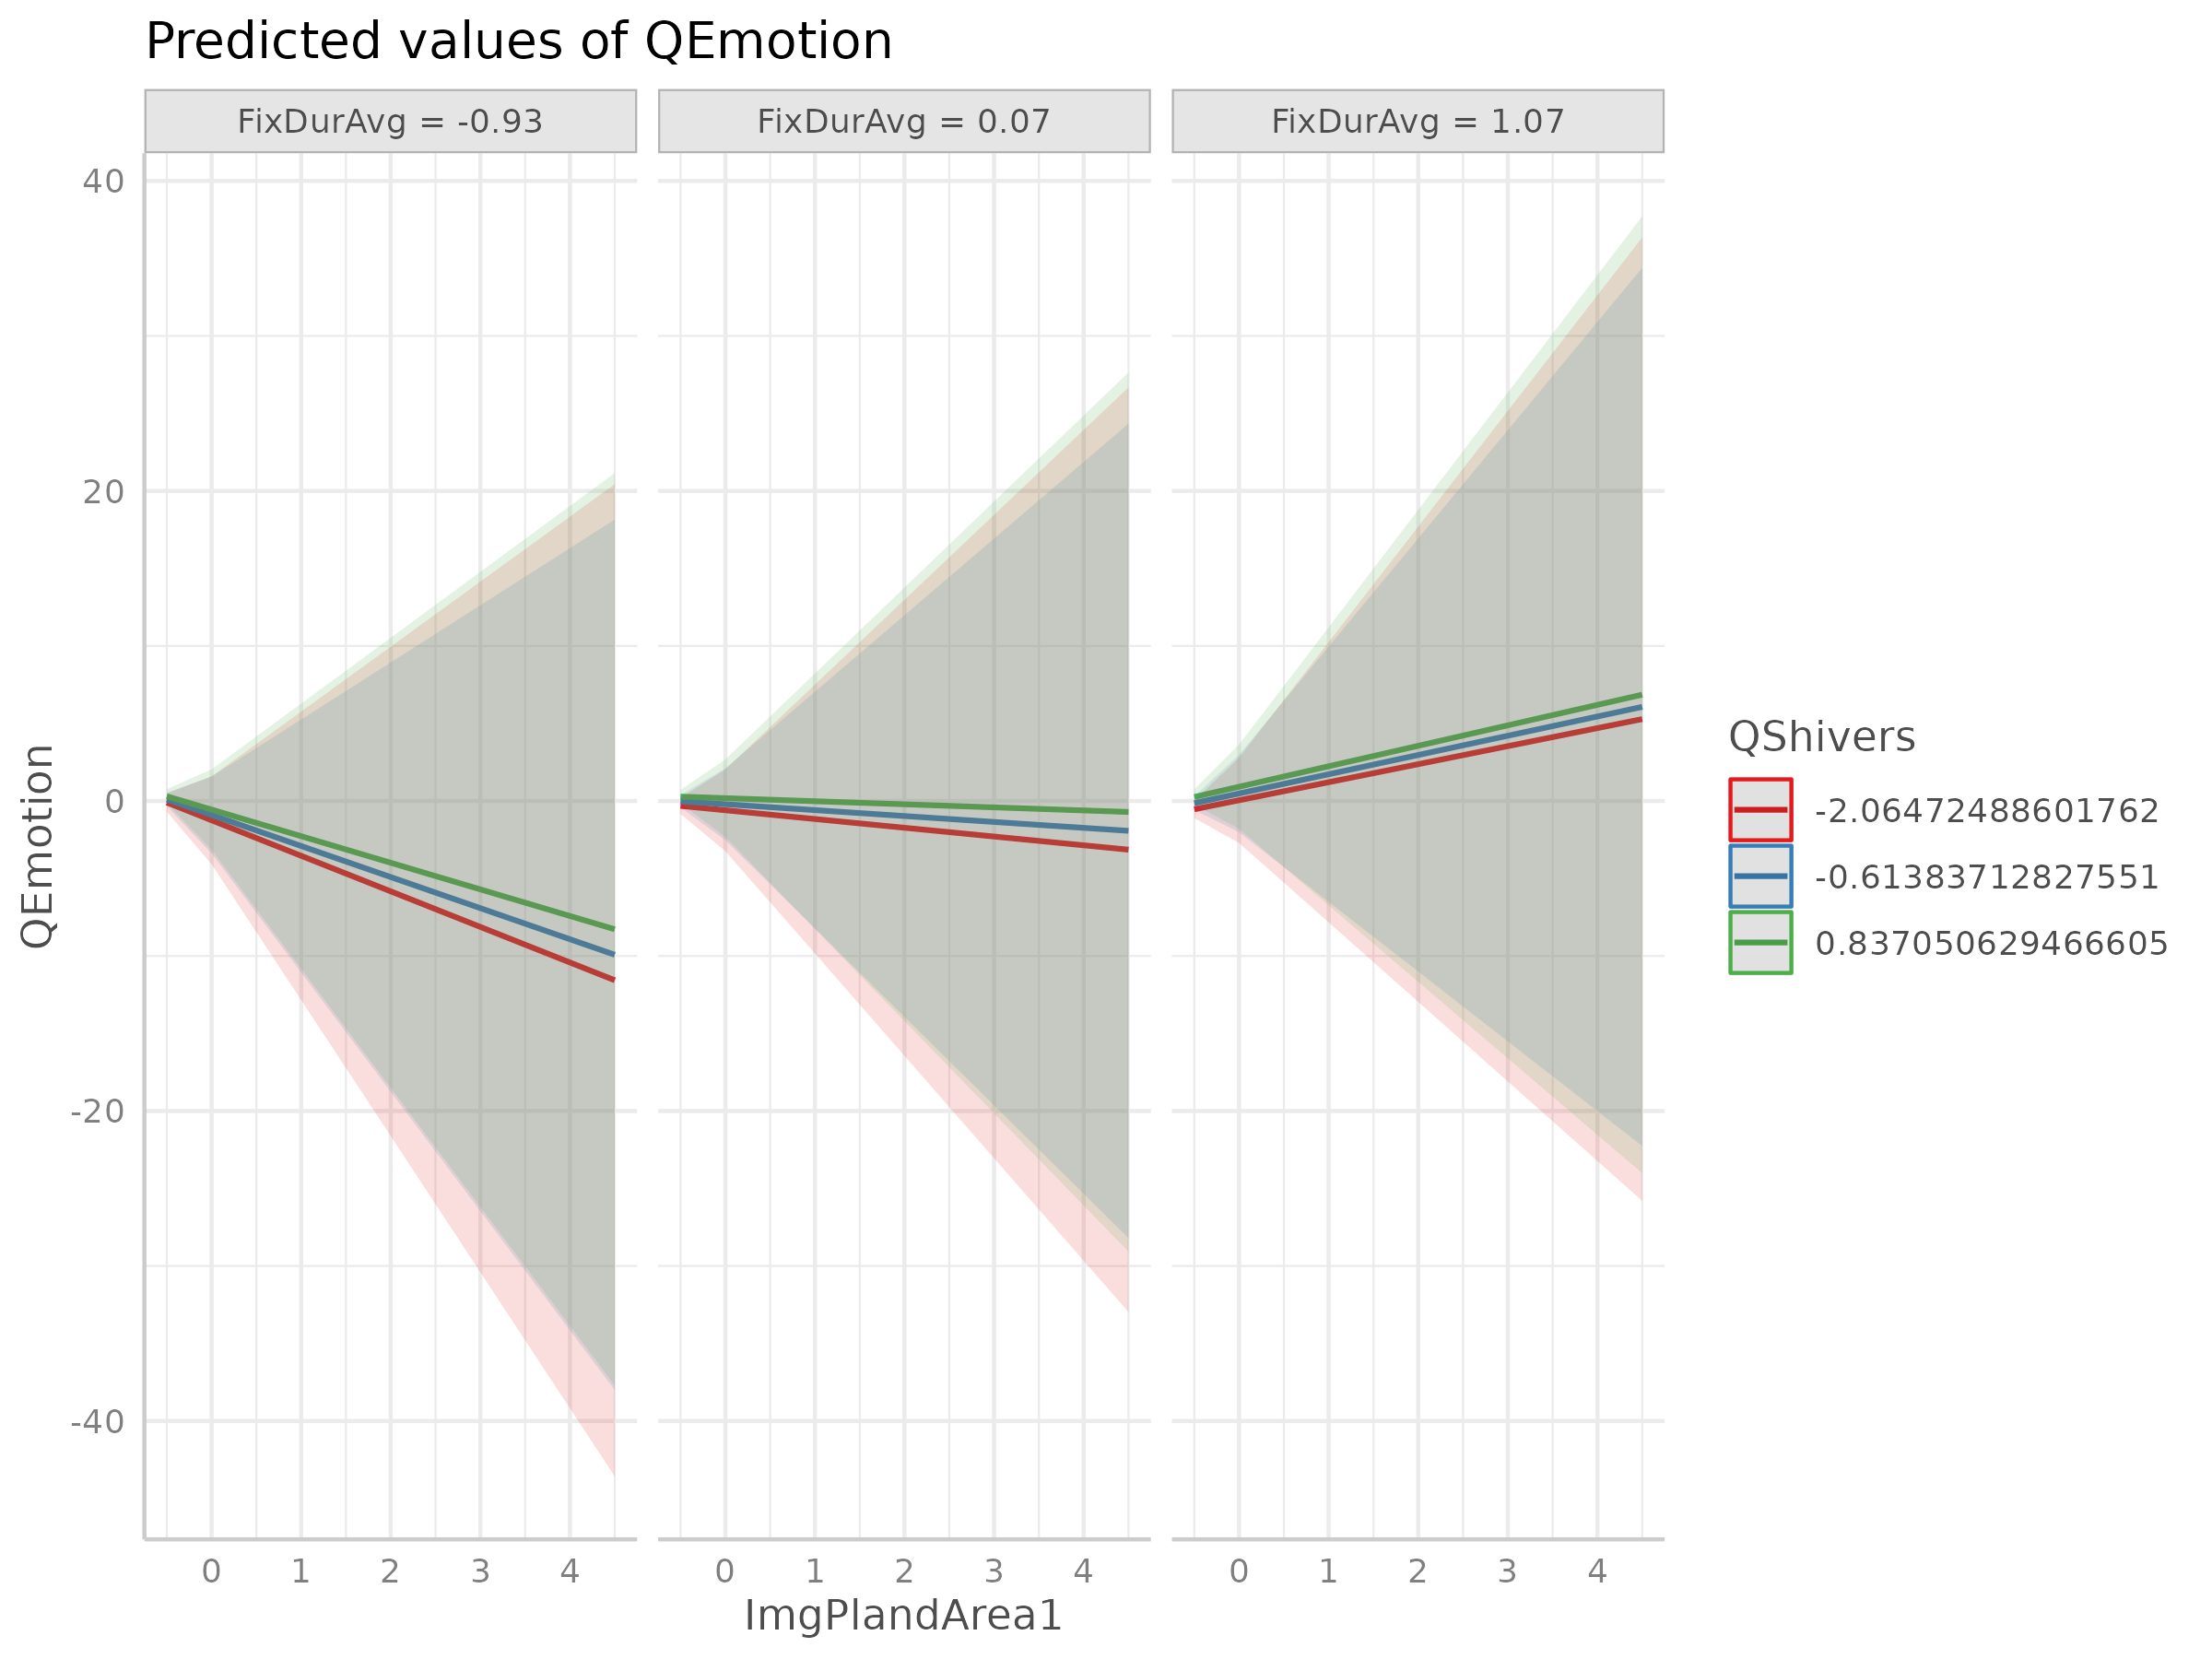 Predicted values of QEmotion
FixDurAvg = -0.93
FixDurAvg = 0.07
FixDurAvg = 1.07
40
20
0
-20
-40
QEmotion
0 1 2 3 4
0 1 2 3 4
0 1 2 3 4
ImgPlandArea1
QShivers
-2.06472488601762
-0.61383712827551
0.837050629466605